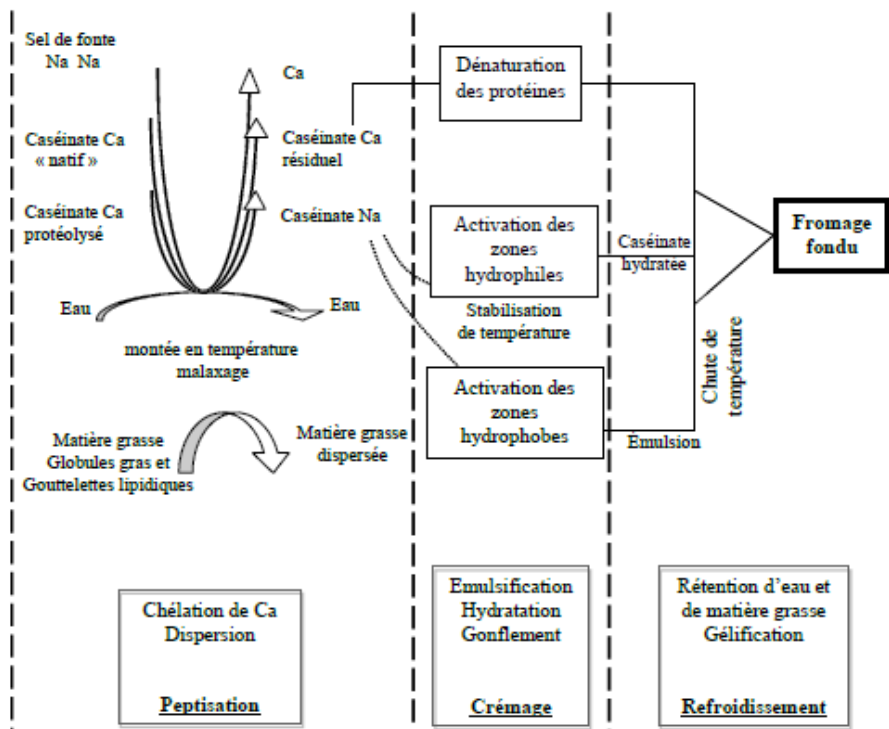 Sel de fonte
Na Na
Caséinate Ca
« natif »
Caséinate Ca
protéolysé
Eau
Ca
Caséinate Ca
résiduel
Caséinate Na
Eau
montée en température
malaxage
Matière grasse
Globules gras et
Gouttelettes lipidiques
Matière grasse
dispersée
Chélation de Ca
Dispersion
Peptisation
Dénaturation
des protéines
Activation des
zones
hydrophiles
Stabilisation
de température
Activation des
zones
hydrophobes
Emulsification
Hydratation
Gonflement
Crémage
Caséinate
hydratée
Émulsion
Chute de
température
Fromage
fondu
Rétention d’eau et
de matière grasse
Gélification
Refroidissement